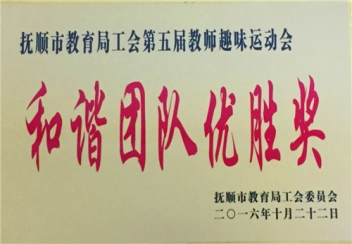 抚顺市教育局工会第五届教师趣味运动会
和谐团队优胜奖
抚顺市教育局工会委员会
二〇一六年十月二十二日